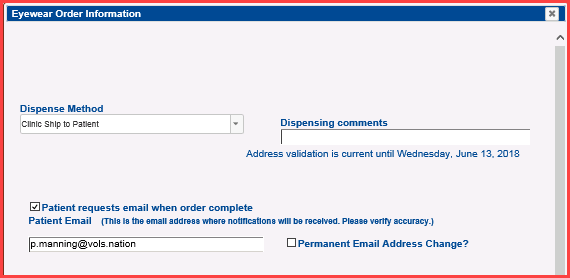 Eyewear Order Information
Dispense Method
Clinic Ship to Patient
Dispensing comments
Address validation is current until Wednesday, June 13, 2018
Patient requests email when order complete
Patient Email (This is the email address where notifications will be received. Please verify accuracy.)
p.manning@vols.nation
Permanent Email Address Change?